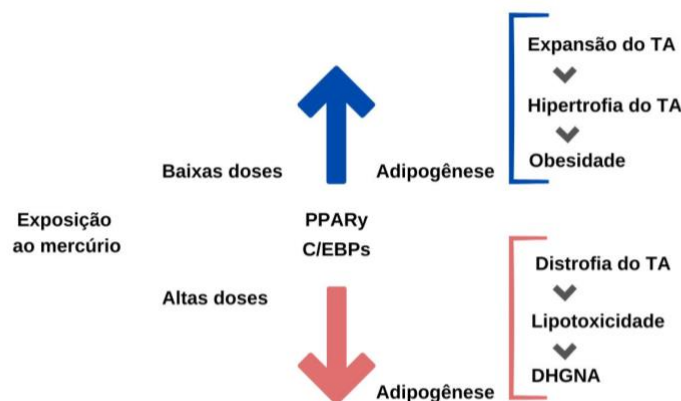 Expansão do TA
Hipertrofia do TA
Obesidade
Baixas doses
Adipogênese
Exposição
ao mercúrio
PPARy
C/EBPs
Altas doses
Distrofia do TA
Lipotoxicidade
DHGNA
Adipogênese